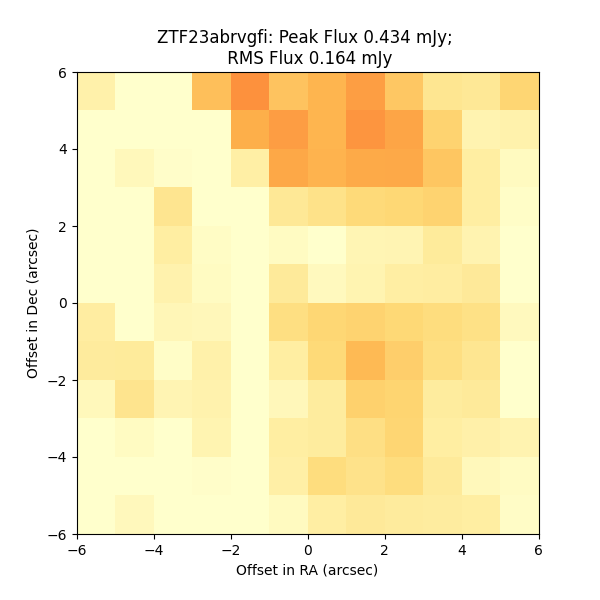 ZTF23abrvgfi: Peak Flux 0.434 mJy;
RMS Flux 0.164 mJy
6
4
2
0
−2
−4
−6
Offset in Dec (arcsec)
−6 −4 −2 0 2 4 6
Offset in RA (arcsec)